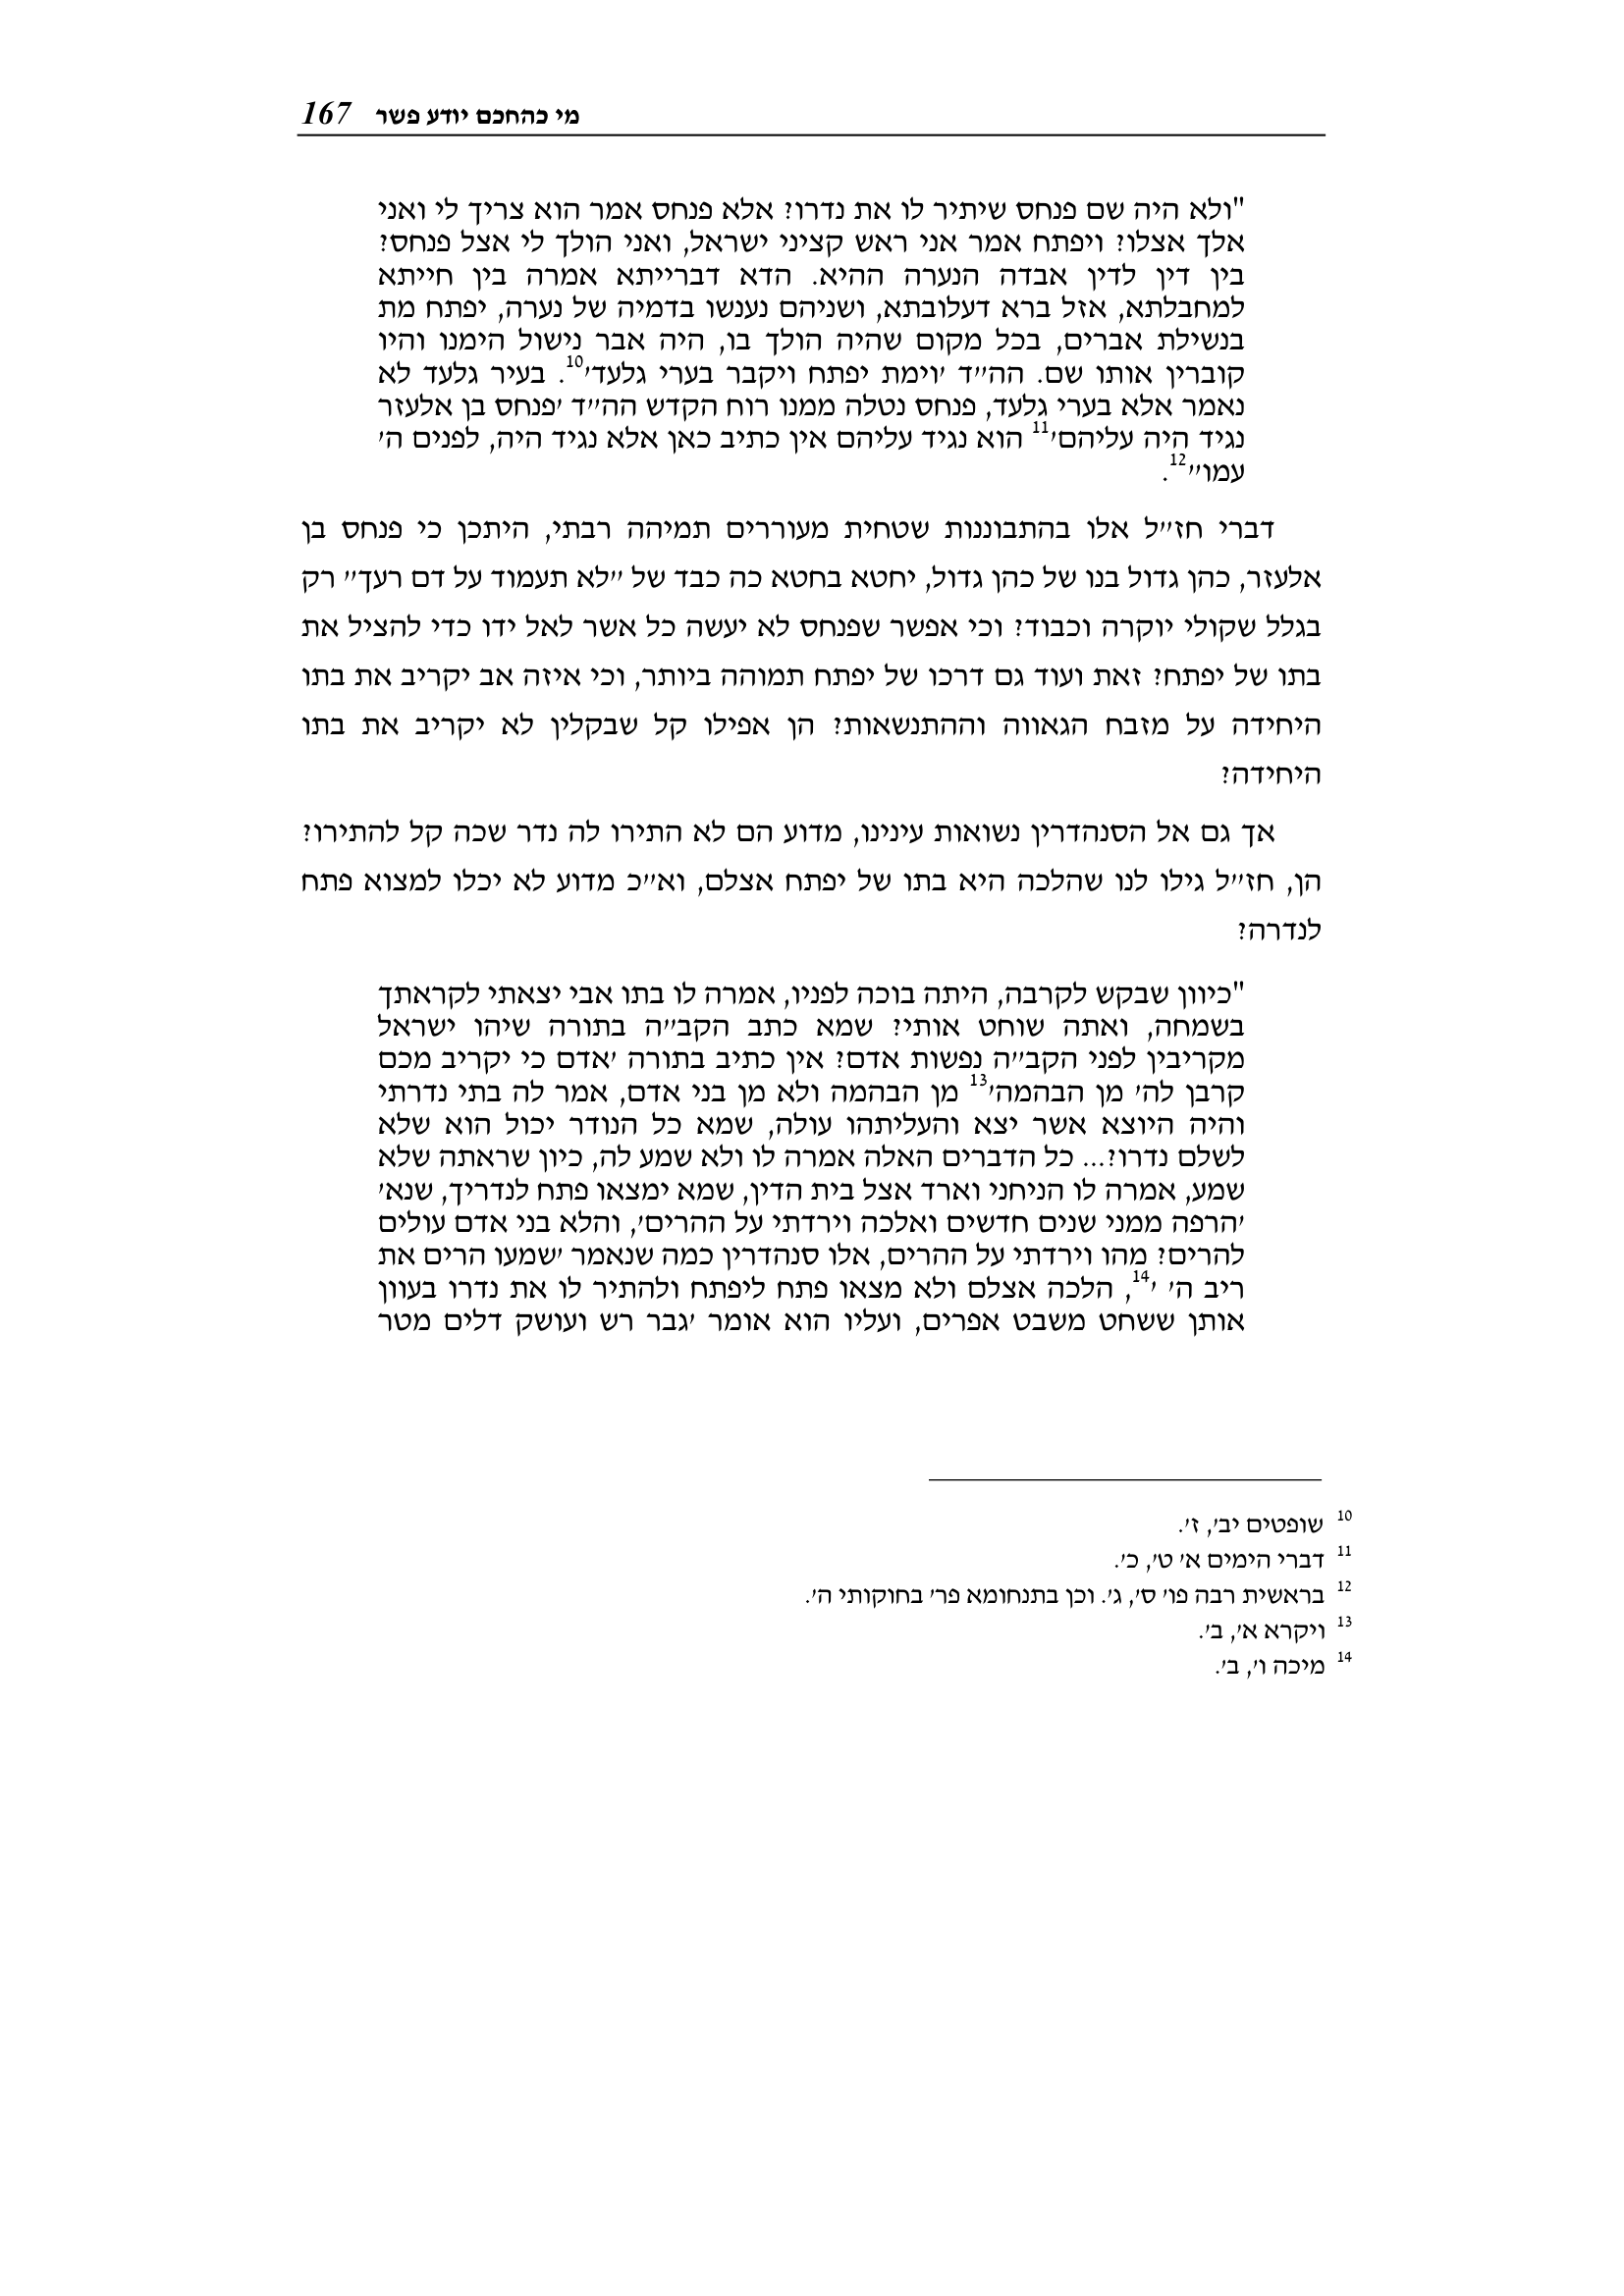 מי כהחכם יודע פשר 167
"ולא היה שם פנחס שיתיר לו את נדרו? אלא פנחס אמר הוא צריך לי ואני
אלך אצלו? ויפתח אמר אני ראש קציני ישראל, ואני הולך לי אצל פנחס?
בין דין לדין אבדה הנערה ההיא. הדא דברייתא אמרה בין חייתא
למחבלתא, אזל ברא דעלובתא, ושניהם נענשו בדמיה של נערה, יפתח מת
בנשילת אברים, בכל מקום שהיה הולך בו, היה אבר נישול הימנו והיו
קוברין אותו שם. הה״ד ׳וימת יפתח ויקבר בערי גלעד׳10. בעיר גלעד לא
נאמר אלא בערי גלעד, פנחס נטלה ממנו רוח הקדש הה״ד ׳פנחס בן אלעזר
נגיד היה עליהם׳11 הוא נגיד עליהם אין כתיב כאן אלא נגיד היה, לפנים ה׳
עמו״12.
דברי חז״ל אלו בהתבוננות שטחית מעוררים תמיהה רבתי, היתכן כי פנחס בן
אלעזר, כהן גדול בנו של כהן גדול, יחטא בחטא כה כבד של ״לא תעמוד על דם רעך״ רק
בגלל שקולי יוקרה וכבוד? וכי אפשר שפנחס לא יעשה כל אשר לאל ידו כדי להציל את
בתו של יפתח? זאת ועוד גם דרכו של יפתח תמוהה ביותר, וכי איזה אב יקריב את בתו
היחידה על מזבח הגאווה וההתנשאות? הן אפילו קל שבקלין לא יקריב את בתו
היחידה?
אך גם אל הסנהדרין נשואות עינינו, מדוע הם לא התירו לה נדר שכה קל להתירו?
הן, חז״ל גילו לנו שהלכה היא בתו של יפתח אצלם, וא״כ מדוע לא יכלו למצוא פתח
לנדרה?
"כיוון שבקש לקרבה, היתה בוכה לפניו, אמרה לו בתו אבי יצאתי לקראתך
בשמחה, ואתה שוחט אותי? שמא כתב הקב״ה בתורה שיהו ישראל
מקריבין לפני הקב״ה נפשות אדם? אין כתיב בתורה ׳אדם כי יקריב מכם
קרבן לה׳ מן הבהמה׳13 מן הבהמה ולא מן בני אדם, אמר לה בתי נדרתי
והיה היוצא אשר יצא והעליתהו עולה, שמא כל הנודר יכול הוא שלא
לשלם נדרו?... כל הדברים האלה אמרה לו ולא שמע לה, כיון שראתה שלא
שמע, אמרה לו הניחני וארד אצל בית הדין, שמא ימצאו פתח לנדריך, שנא׳
׳הרפה ממני שנים חדשים ואלכה וירדתי על ההרים׳, והלא בני אדם עולים
להרים? מהו וירדתי על ההרים, אלו סנהדרין כמה שנאמר ׳שמעו הרים את
ריב ה׳ ׳14, הלכה אצלם ולא מצאו פתח ליפתח ולהתיר לו את נדרו בעוון
אותן ששחט משבט אפרים, ועליו הוא אומר ׳גבר רש ועושק דלים מטר
10 שופטים יב׳, ז׳.
11 דברי הימים א׳ ט׳, כ׳.
12 בראשית רבה פו׳ ס׳, ג׳. וכן בתנחומא פר׳ בחוקותי ה׳.
13 ויקרא א׳, ב׳.
14 מיכה ו׳, ב׳.